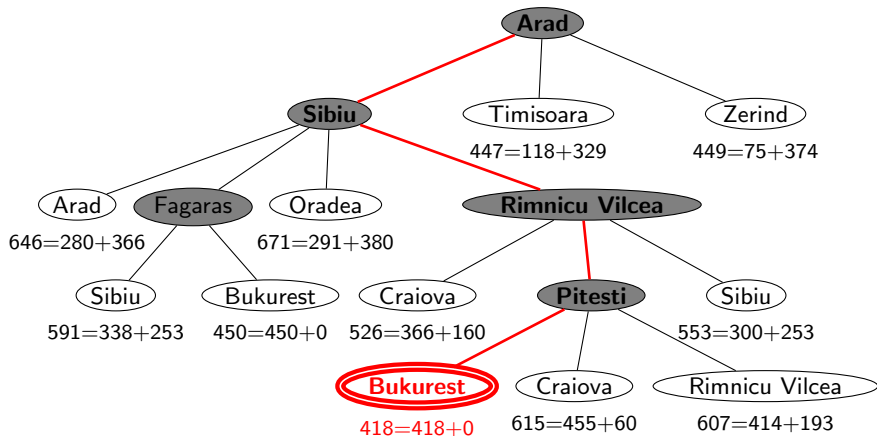 Arad
Sibiu Timisoara Zerind
447=118+329 449=75+374
Arad Fagaras Oradea Rimnicu Vilcea
646=280+366 671=291+380
Sibiu Bukurest Craiova Pitesti Sibiu
591=338+253 450=450+0 526=366+160 553=300+253
Bukurest Craiova Rimnicu Vilcea
418=418+0 615=455+60 607=414+193